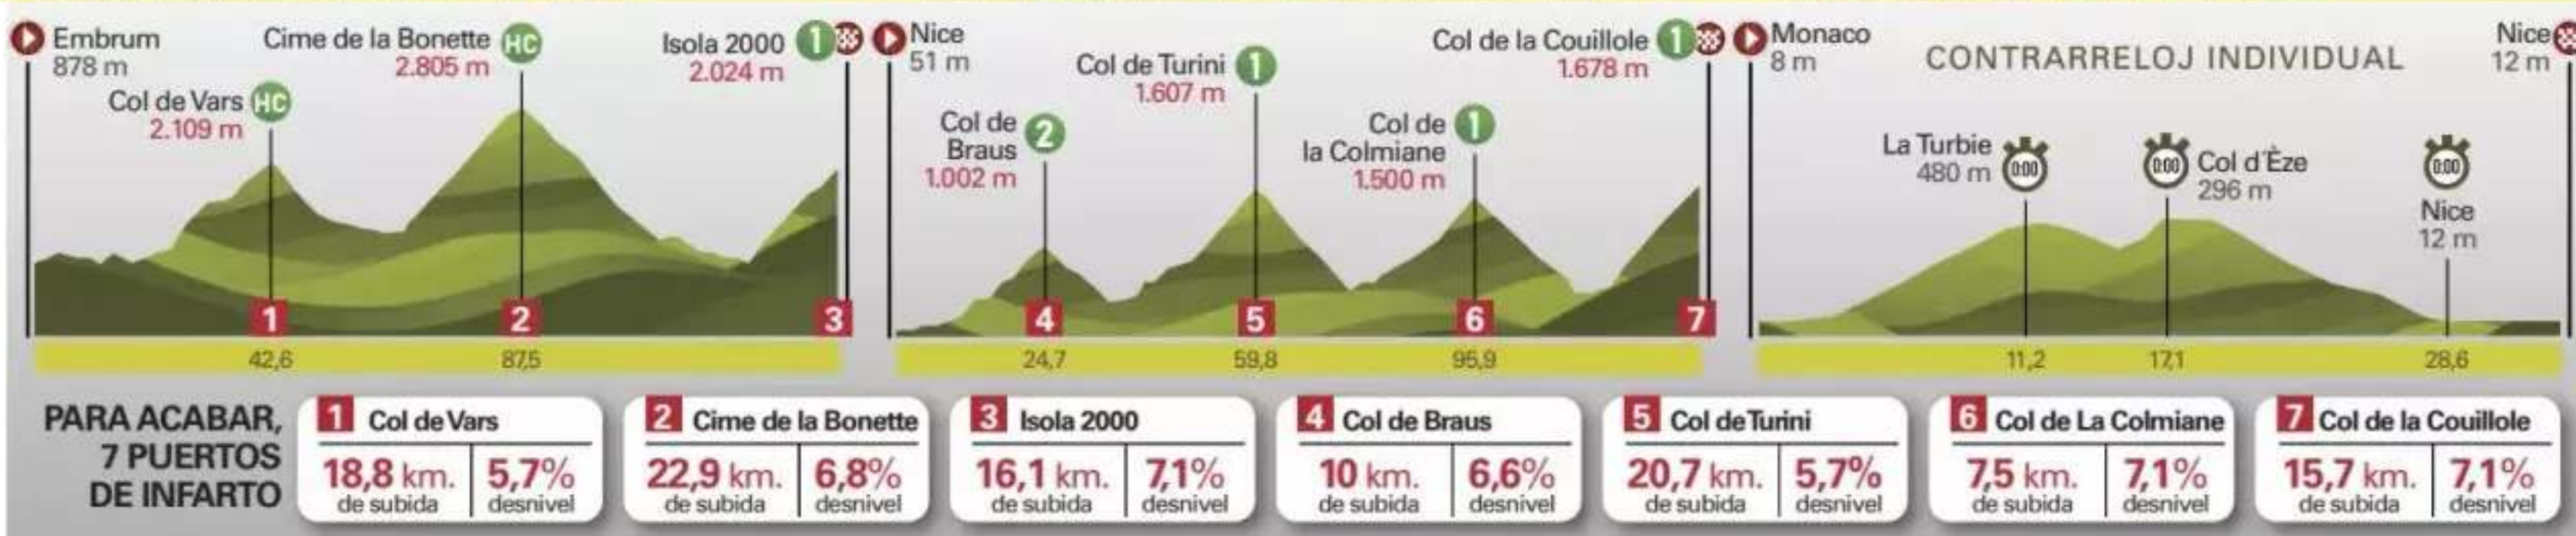 Embrum
878 m
Col de Vars HC
2.109 m
Cime de la Bonette HC
2.805 m
Isola 2000 1
2.024 m
1
2
3
42,6
87,5
Nice
51 m
Col de
Braus 2
1.002 m
Col de Turini 1
1.607 m
Col de
la Colmiane 1
1.500 m
Col de la Couillole 1
1.678 m
4
5
6
7
24,7
59,8
95,9
Monaco
8 m
CONTRARRELOJ INDIVIDUAL
La Turbie
480 m
0:00
0:00
Col d'Èze
296 m
0:00
Nice
12 m
Nice
12 m
11,2
17,1
28,6
PARA ACABAR,
7 PUERTOS
DE INFARTO
1 Col de Vars
18,8 km. 5,7%
de subida desnivel
2 Cime de la Bonette
22,9 km. 6,8%
de subida desnivel
3 Isola 2000
16,1 km. 7,1%
de subida desnivel
4 Col de Braus
10 km. 6,6%
de subida desnivel
5 Col de Turini
20,7 km. 5,7%
de subida desnivel
6 Col de La Colmiane
7,5 km. 7,1%
de subida desnivel
7 Col de la Couillole
15,7 km. 7,1%
de subida desnivel